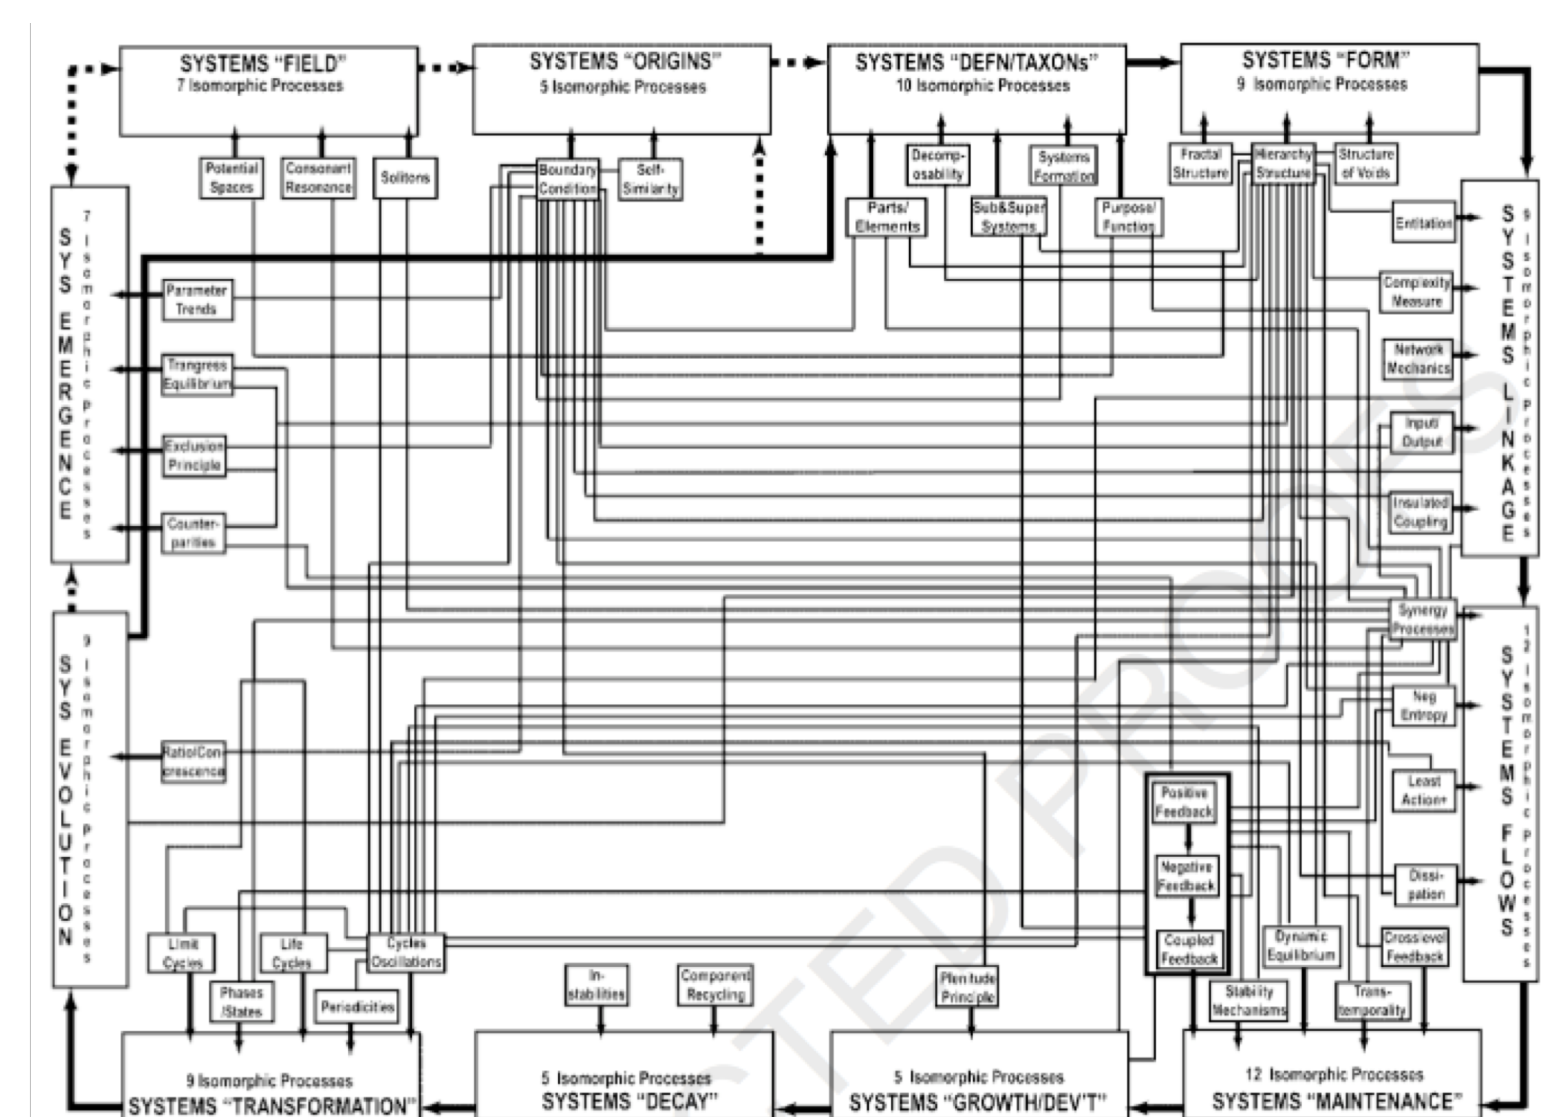 SYSTEMS “FIELD”
7 Isomorphic Processes
SYSTEMS “ORIGINS”
5 Isomorphic Processes
SYSTEMS “DEFN/TAXONs”
10 Isomorphic Processes
SYSTEMS “FORM”
9 Isomorphic Processes
Potential
Spaces
Consonant
Resonance
Solitons
Boundary
Condition
Self-
Similarity
Decomp-
osability
Systems
Formation
Parts/
Elements
Sub&Super
Systems
Purpose/
Function
Fractal
Structure
Hierarchy
Structure
Structure
of Voids
SYS EMERGENCE
7 Isomorphic Processes
Parameter
Trends
Trangress
Equilibrium
Exclusion
Principle
Counter-
parities
Entitation
Complexity
Measure
Network
Mechanics
Input/
Output
Insulated
Coupling
SYSTEMS LINKAGE
9 Isomorphic Processes
SYS EVOLUTION
9 Isomorphic Processes
Ratio/Con-
crescence
Synergy
Processes
Neg
Entropy
Least
Action+
Dissi-
pation
SYSTEMS FLOWS
12 Isomorphic Processes
Positive
Feedback
Negative
Feedback
Coupled
Feedback
Limit
Cycles
Life
Cycles
Cycles
Oscillations
Phases
/States
Periodicities
In-
stabilities
Component
Recycling
Plenitude
Principle
Dynamic
Equilibrium
Crosslevel
Feedback
Stability
Mechanisms
Trans-
temporality
9 Isomorphic Processes
SYSTEMS “TRANSFORMATION”
5 Isomorphic Processes
SYSTEMS “DECAY”
5 Isomorphic Processes
SYSTEMS “GROWTH/DEV'T”
12 Isomorphic Processes
SYSTEMS “MAINTENANCE”
CTED PROOFS